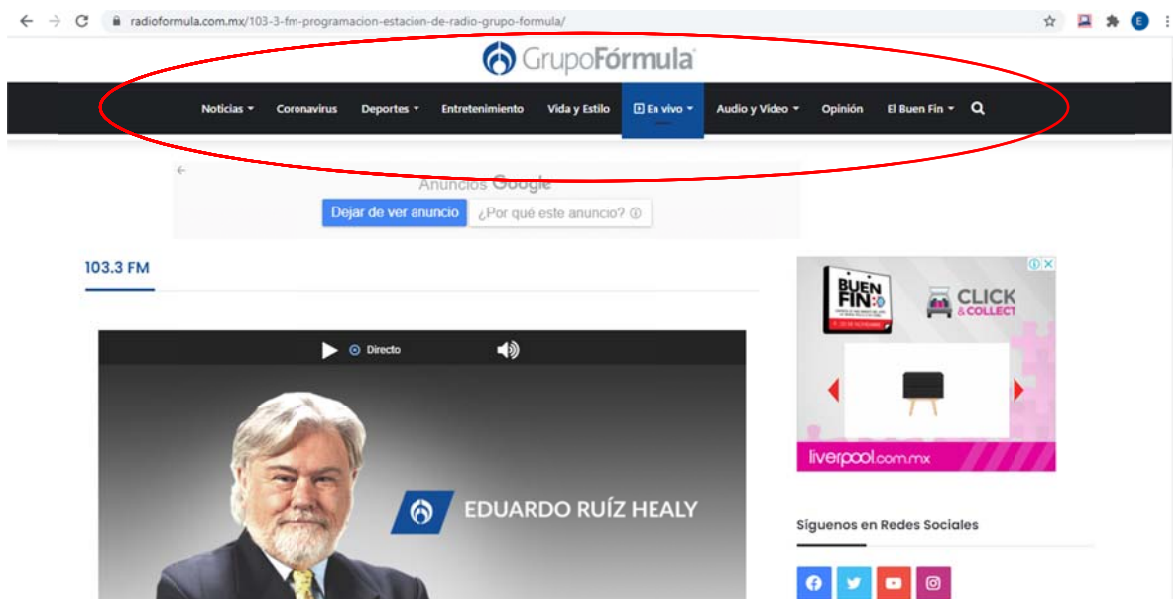 radioformula.com.mx/103-3-fm-programacion-estacion-de-radio-grupo-formula/
E
GrupoFórmula
Noticias Coronavirus Deportes Entretenimiento Vida y Estilo En vivo Audio y Video Opinión El Buen Fin
Anuncios Google
Dejar de ver anuncio ¿Por qué este anuncio?
103.3 FM
BUEN
FIN
CLICK
& COLLECT
Directo
EDUARDO RUÍZ HEALY
liverpool.com.mx
Síguenos en Redes Sociales